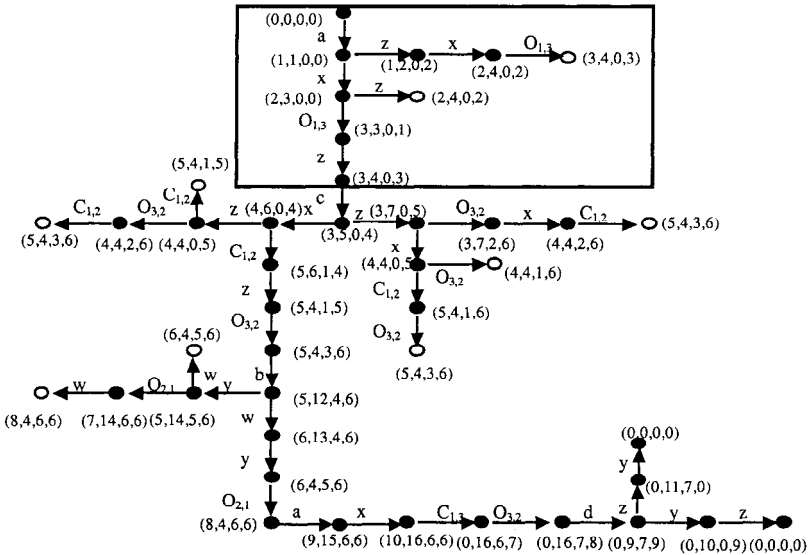 (0,0,0,0)
a z x O1,3
(1,1,0,0) (1,2,0,2) (2,4,0,2) (3,4,0,3)
x z
(2,3,0,0) (2,4,0,2)
O1,3
(3,3,0,1)
z
(5,4,1,5) (3,4,0,3)
c
C1,2 O3,2 C1,2 z (4,6,0,4) x z (3,7,0,5) O3,2 x C1,2
(5,4,3,6) (4,4,2,6) (4,4,0,5) (3,5,0,4) (3,7,2,6) (4,4,2,6) (5,4,3,6)
C1,2 x
(5,6,1,4) (4,4,0,5) O3,2 (4,4,1,6)
z C1,2
(5,4,1,5) (5,4,1,6)
O3,2 O3,2
(6,4,5,6) (5,4,3,6) (5,4,3,6)
w O2,1 w y b
(8,4,6,6) (7,14,6,6) (5,14,5,6) (5,12,4,6)
w
(6,13,4,6) (0,0,0,0)
y y
(6,4,5,6) (0,11,7,0)
O2,1 z
(8,4,6,6) a x C1,3 O3,2 d y z
(9,15,6,6) (10,16,6,6) (0,16,6,7) (0,16,7,8) (0,9,7,9) (0,10,0,9) (0,0,0,0)